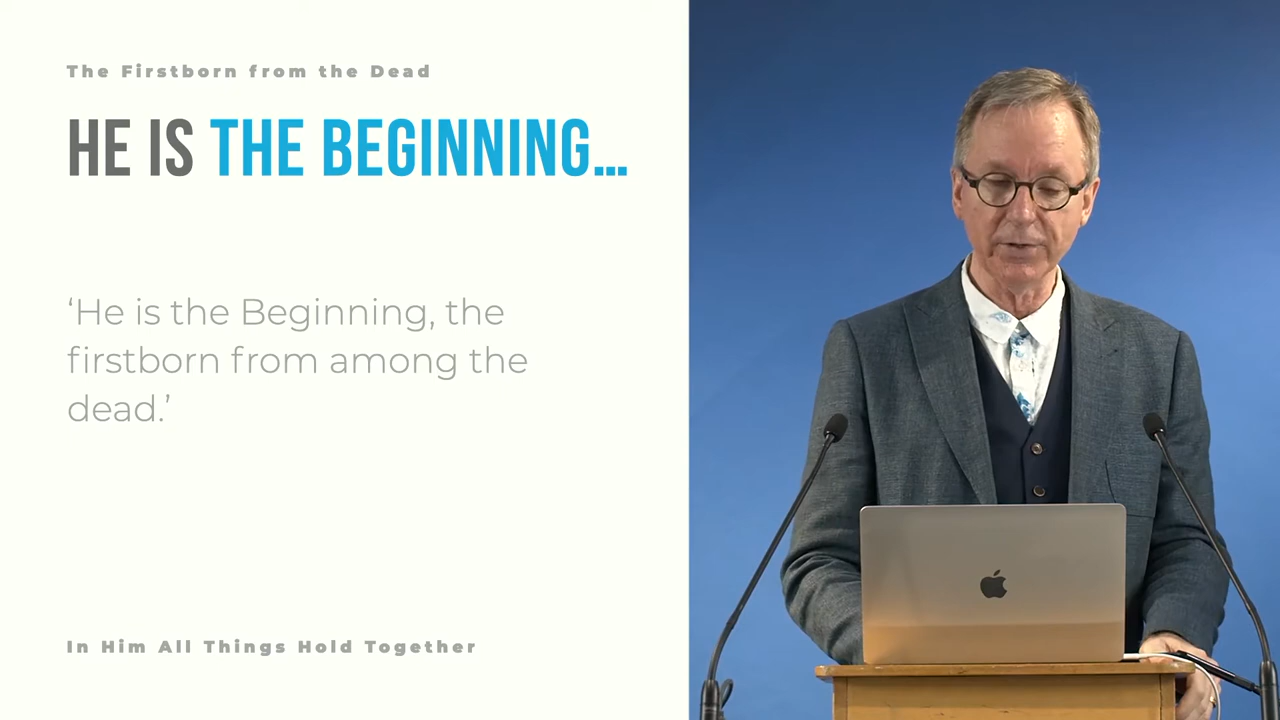 The Firstborn from the Dead
HE IS THE BEGINNING...
‘He is the Beginning, the
firstborn from among the
dead.’
In Him All Things Hold Together